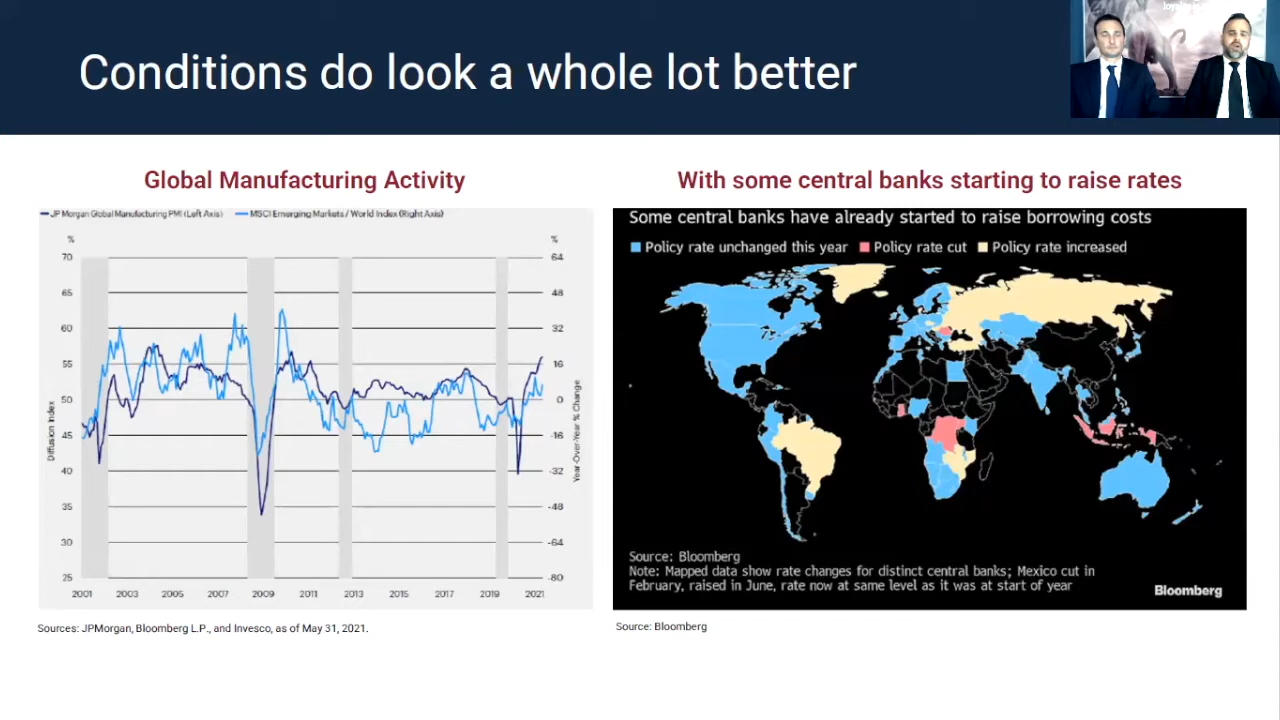 Conditions do look a whole lot better
Global Manufacturing Activity
JP Morgan Global Manufacturing PMI (Left Axis) MSCI Emerging Markets / World Index (Right Axis)
% %
70 64
65 48
60 32
55 16
50 0
45 -16
40 -32
35 -48
30 -64
25 -80
Diffusion Index
Year-Over-Year % Change
2001 2003 2005 2007 2009 2011 2013 2015 2017 2019 2021
Sources: JPMorgan, Bloomberg L.P., and Invesco, as of May 31, 2021.
With some central banks starting to raise rates
Some central banks have already started to raise borrowing costs
Policy rate unchanged this year Policy rate cut Policy rate increased
Source: Bloomberg
Note: Mapped data show rate changes for distinct central banks; Mexico cut in
February, raised in June, rate now at same level as it was at start of year
Bloomberg
Source: Bloomberg